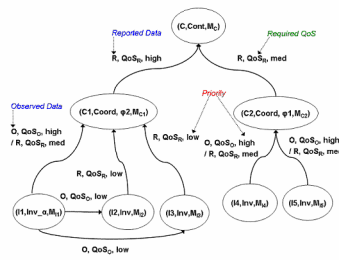 (C,Cont,M_C)
Reported Data
Required QoS
R, QoS_R, high
R, QoS_R, med
Observed Data
Priority
(C1,Coord, φ2,M_C1)
(C2,Coord, φ1,M_C2)
O, QoS_O, high
/ R, QoS_R, med
R, QoS_R, low
O, QoS_O, high
/ R, QoS_R, med
O, QoS_O, high
/ R, QoS_R, med
R, QoS_R, low
O, QoS_O, low
(I1,Inv_α,M_I1)
(I2,Inv,M_I2)
(I3,Inv,M_I3)
(I4,Inv,M_I4)
(I5,Inv,M_I5)
O, QoS_O, low